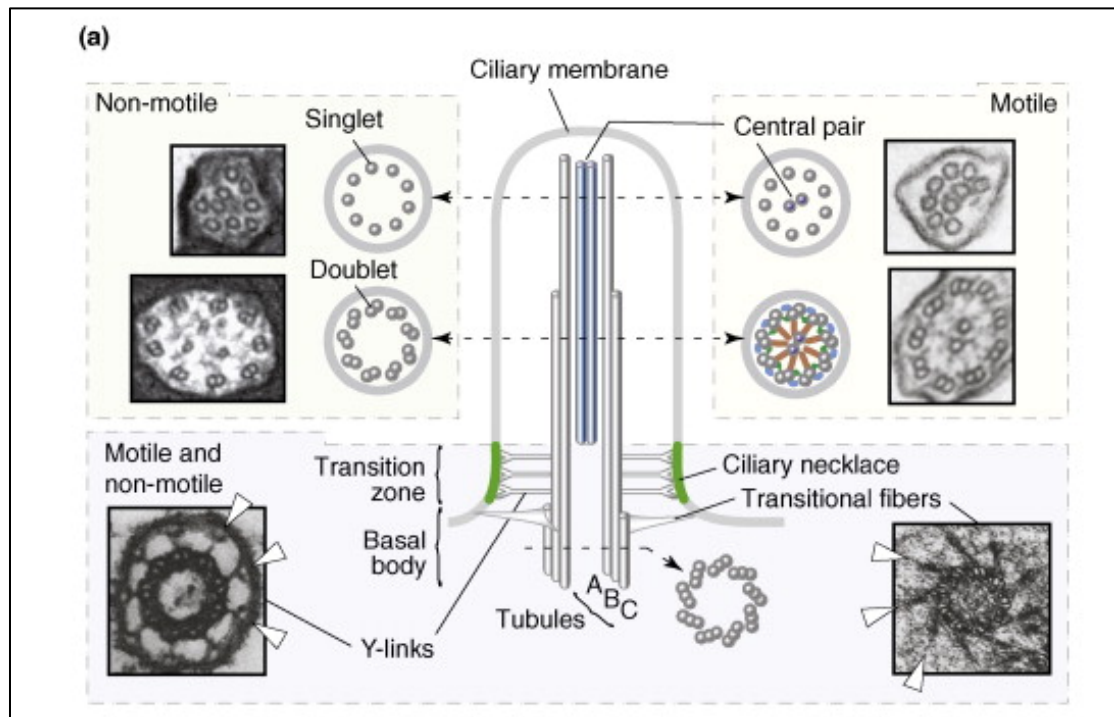 (a)
Ciliary membrane
Non-motile
Motile
Singlet
Central pair
Doublet
Motile and
non-motile
Transition
zone
Ciliary necklace
Transitional fibers
Basal
body
A
B
C
Tubules
Y-links